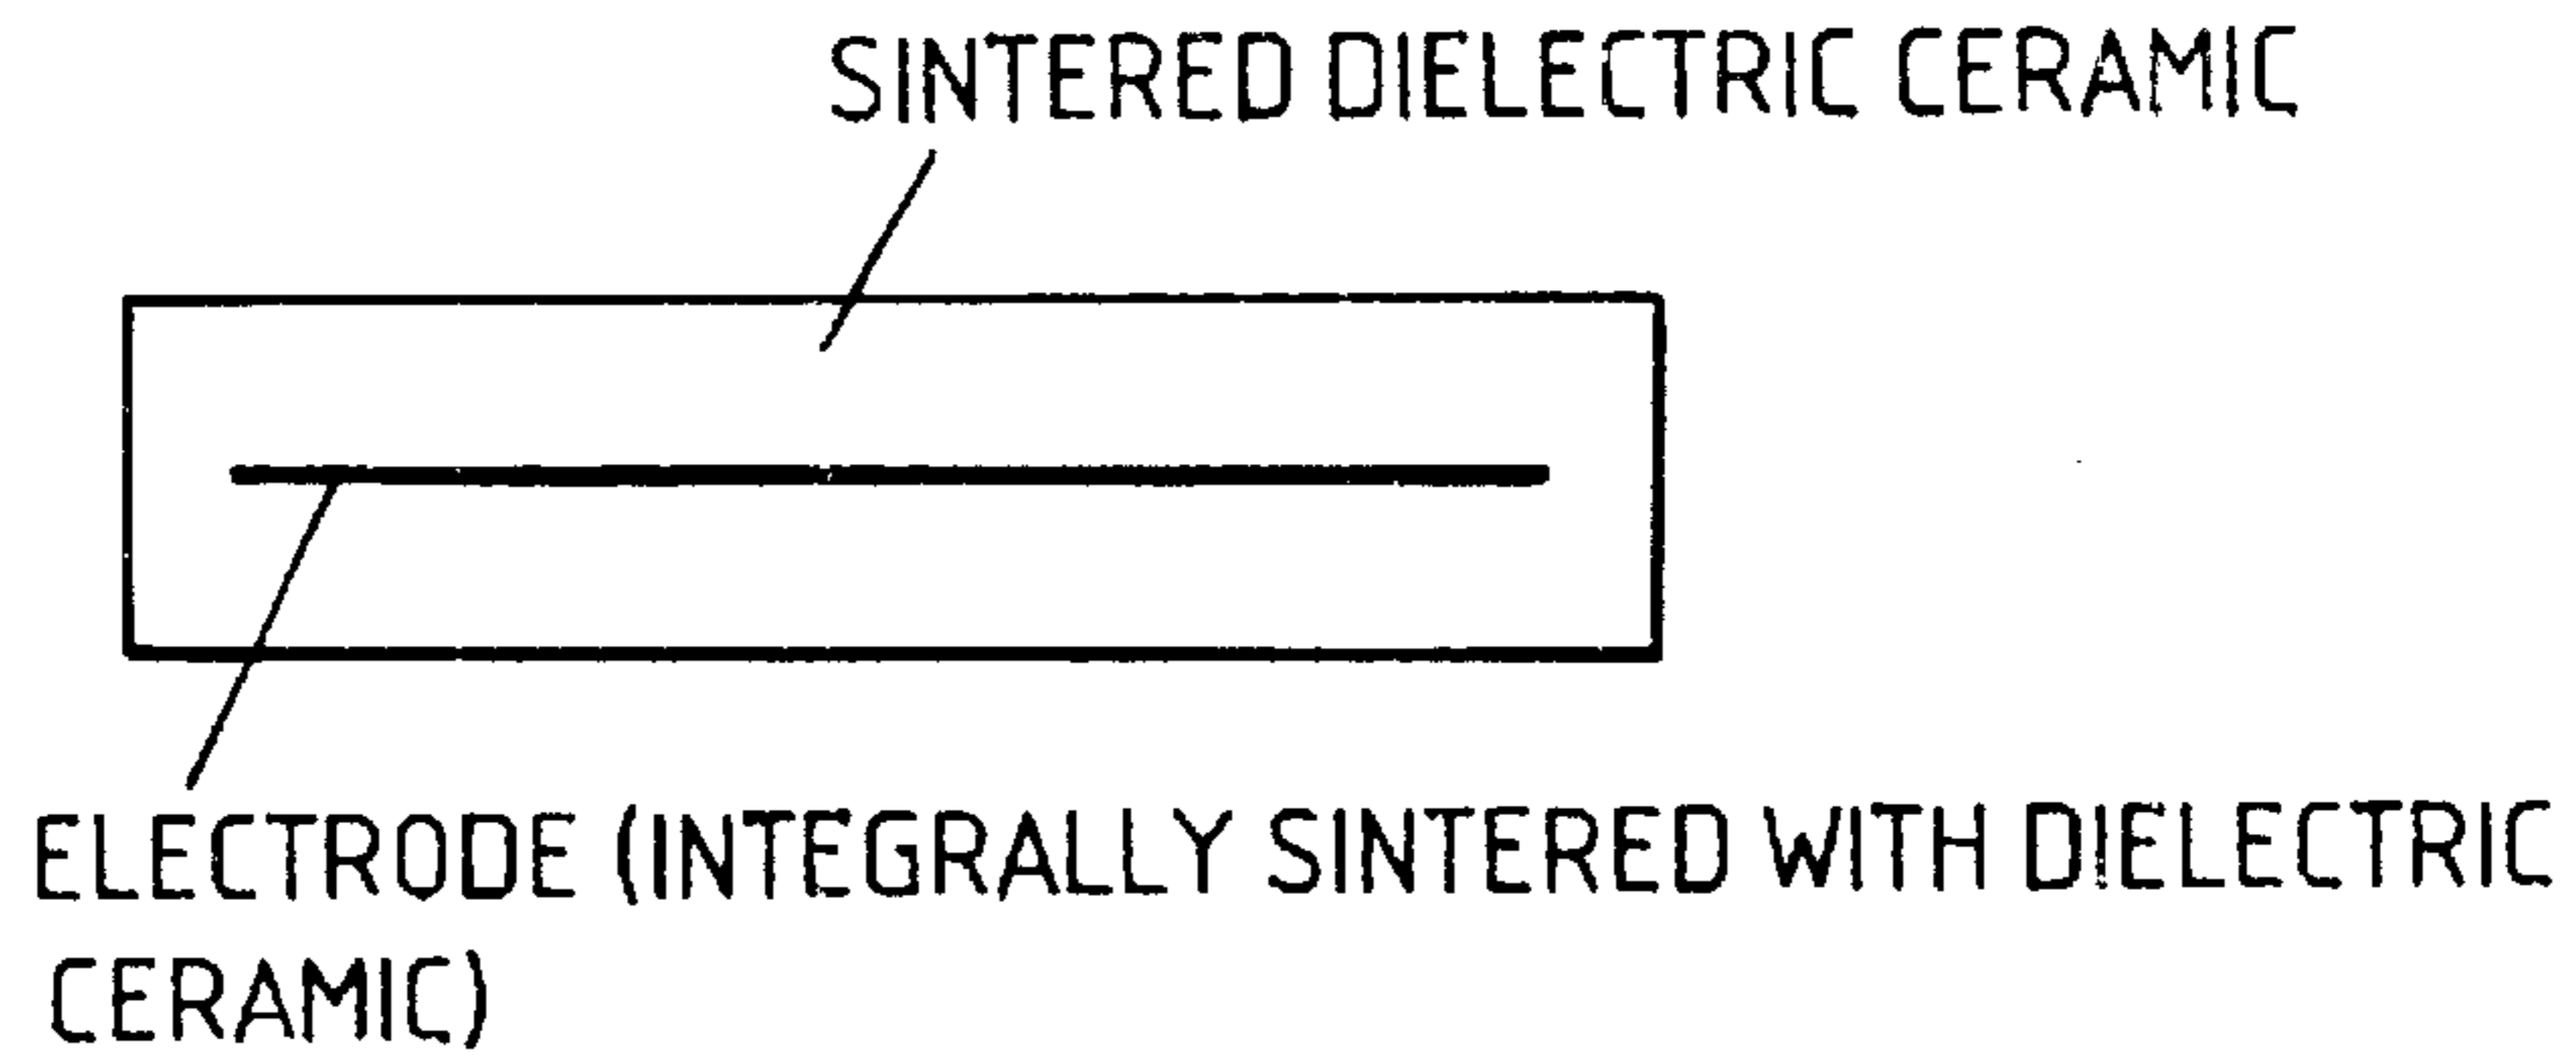 SINTERED DIELECTRIC CERAMIC
ELECTRODE (INTEGRALLY SINTERED WITH DIELECTRIC
CERAMIC)